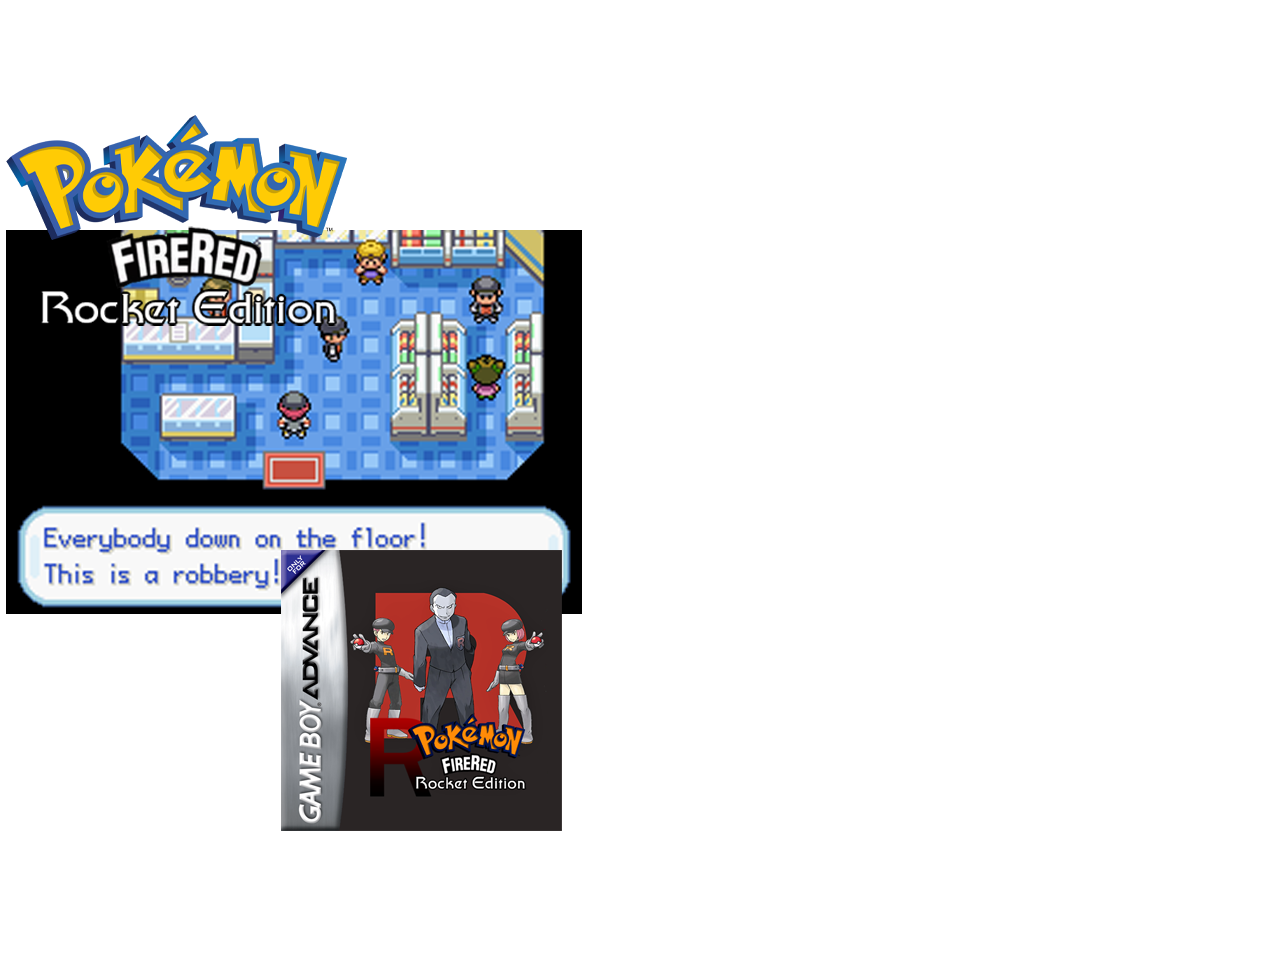 POKéMON
™
FIRERED
Rocket Edition
Everybody down on the floor!
This is a robbery!
ONLY
FOR
GAME BOY ADVANCE
R
R
POKéMON
FIRERED
Rocket Edition